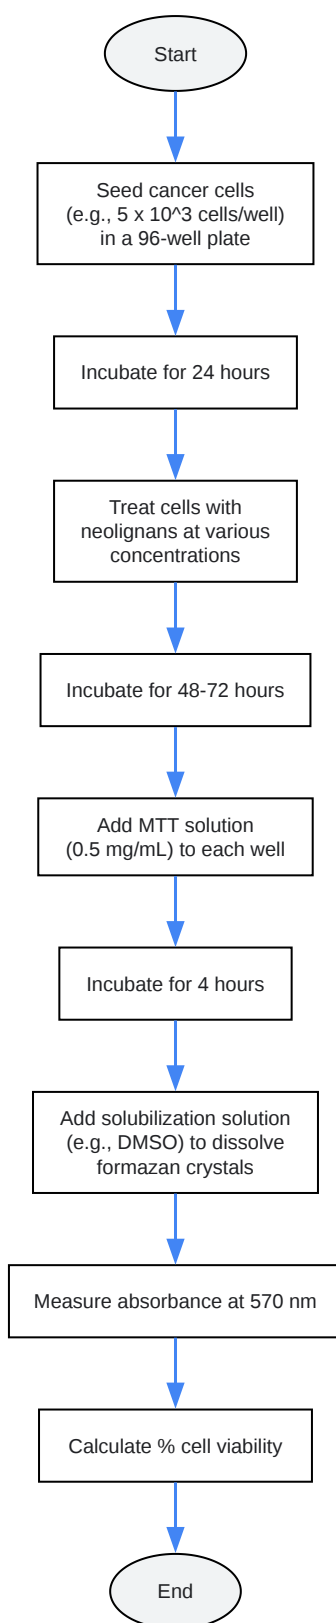 Start
Seed cancer cells
(e.g., 5 x 10^3 cells/well)
in a 96-well plate
Incubate for 24 hours
Treat cells with
neolignans at various
concentrations
Incubate for 48-72 hours
Add MTT solution
(0.5 mg/mL) to each well
Incubate for 4 hours
Add solubilization solution
(e.g., DMSO) to dissolve
formazan crystals
Measure absorbance at 570 nm
Calculate % cell viability
End